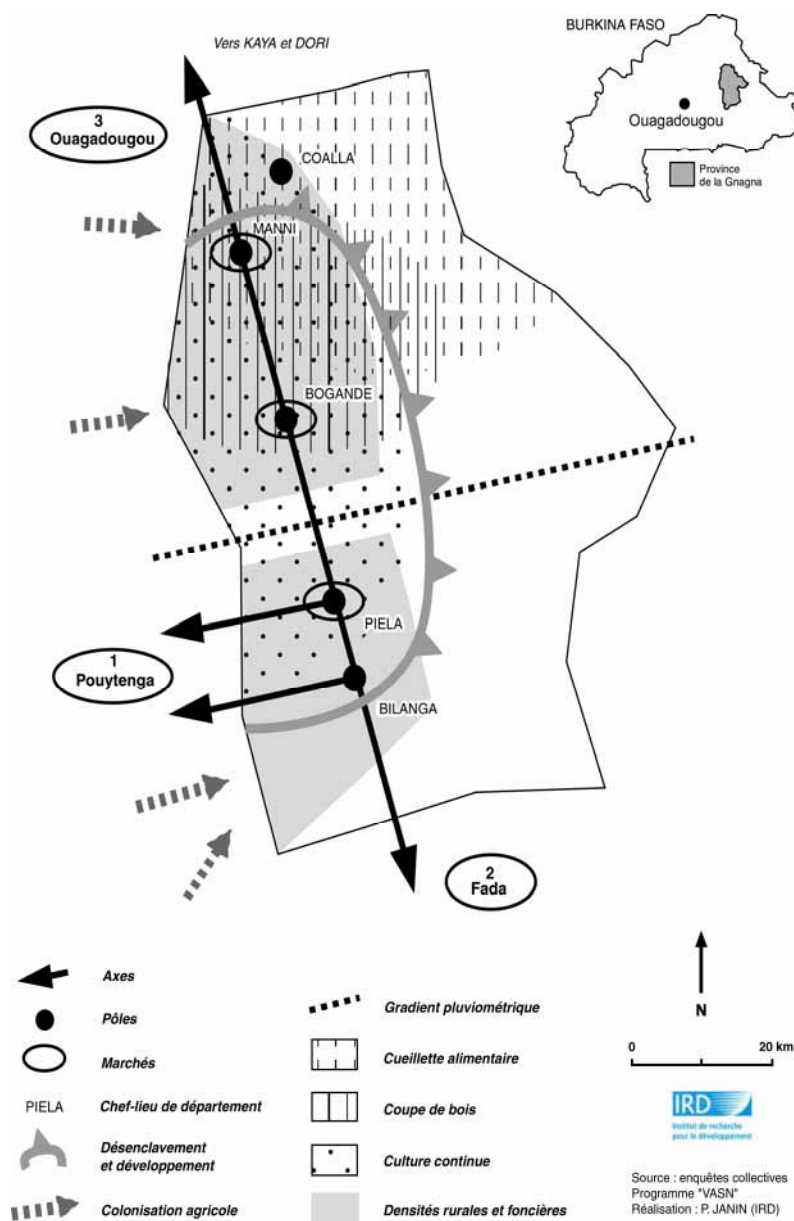 Vers KAYA et DORI
BURKINA FASO
Ouagadougou
Province
de la Gnagna
3
Ouagadougou
COALLA
MANNI
BOGANDE
PIELA
1
Pouytenga
BILANGA
2
Fada
Axes
Pôles
Marchés
PIELA
Chef-lieu de département
Désenclavement
et développement
Colonisation agricole
Gradient pluviométrique
Cueillette alimentaire
Coupe de bois
Culture continue
Densités rurales et foncières
N
0
20 km
IRD
Institut de recherche
pour le développement
Source : enquêtes collectives
Programme "VASN"
Réalisation : P. JANIN (IRD)